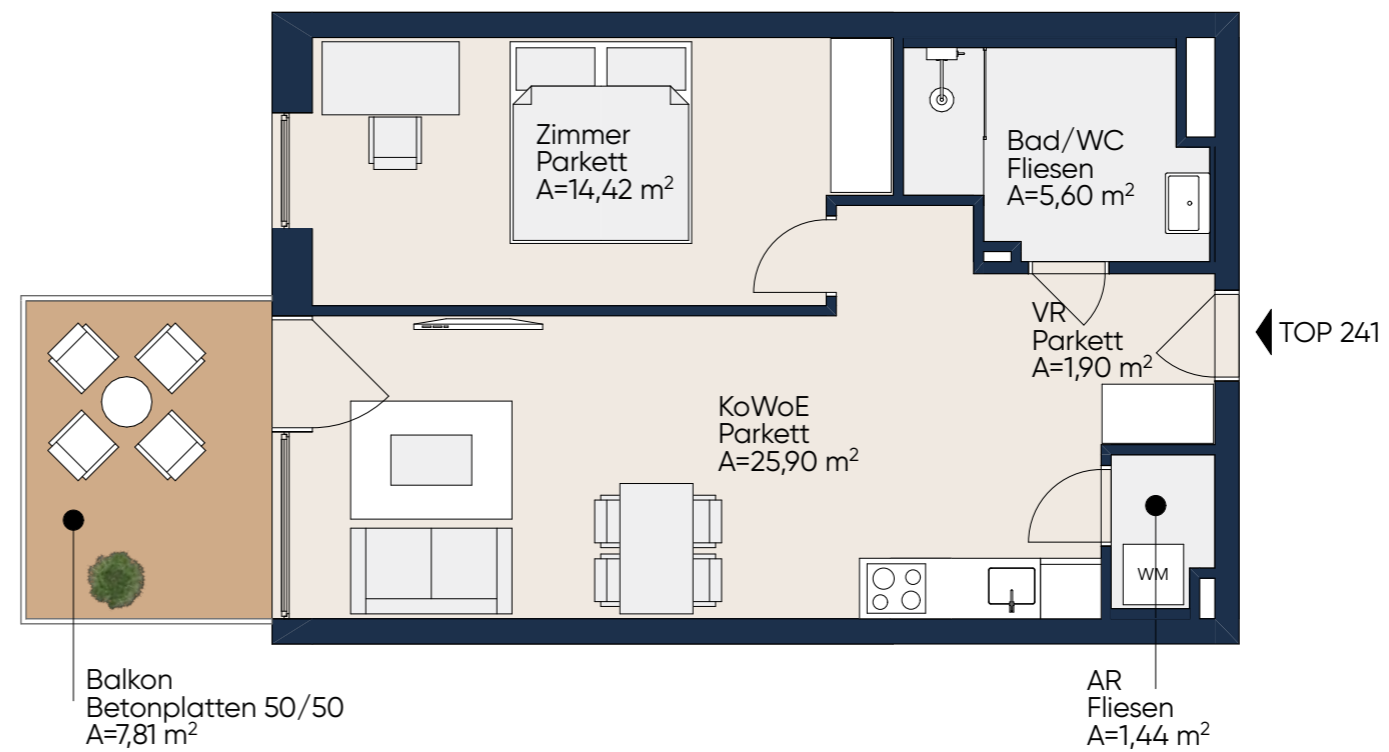 Zimmer
Parkett
A=14,42 m²
Bad/WC
Fliesen
A=5,60 m²
VR
Parkett
A=1,90 m²
TOP 241
KoWoE
Parkett
A=25,90 m²
WM
Balkon
Betonplatten 50/50
A=7,81 m²
AR
Fliesen
A=1,44 m²